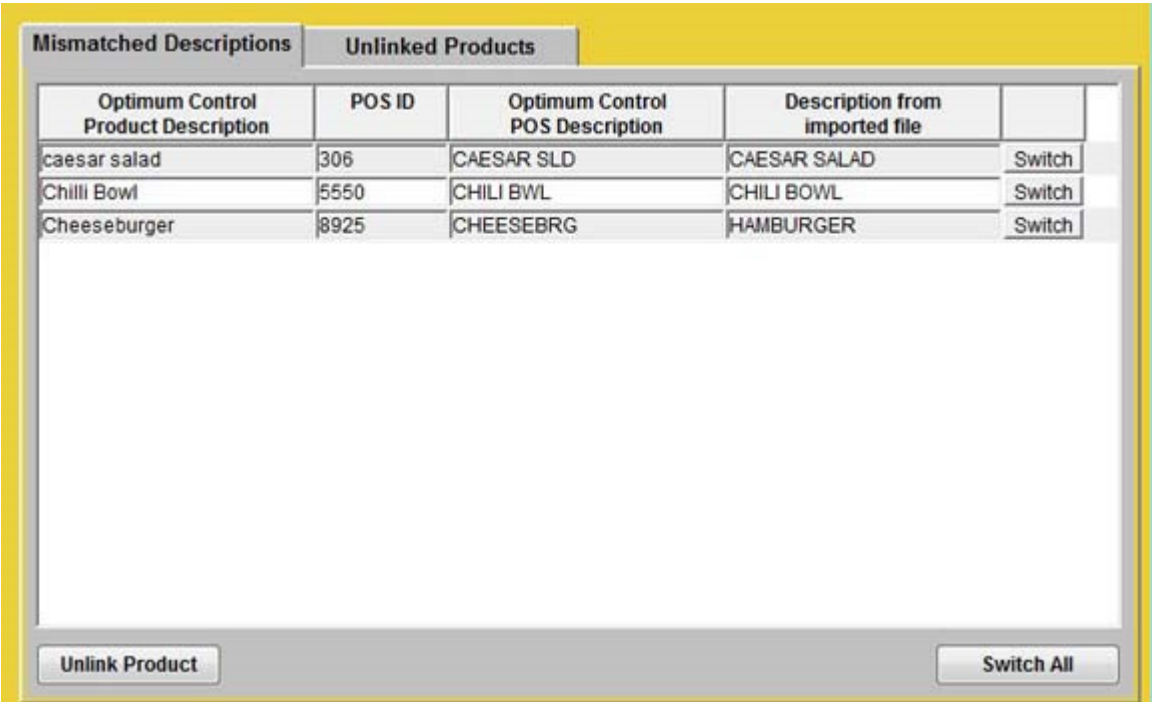 Mismatched Descriptions Unlinked Products
Optimum Control Product Description POS ID Optimum Control POS Description Description from imported file
caesar salad 306 CAESAR SLD CAESAR SALAD Switch
Chilli Bowl 5550 CHILI BWL CHILI BOWL Switch
Cheeseburger 8925 CHEESEBRG HAMBURGER Switch
Unlink Product Switch All